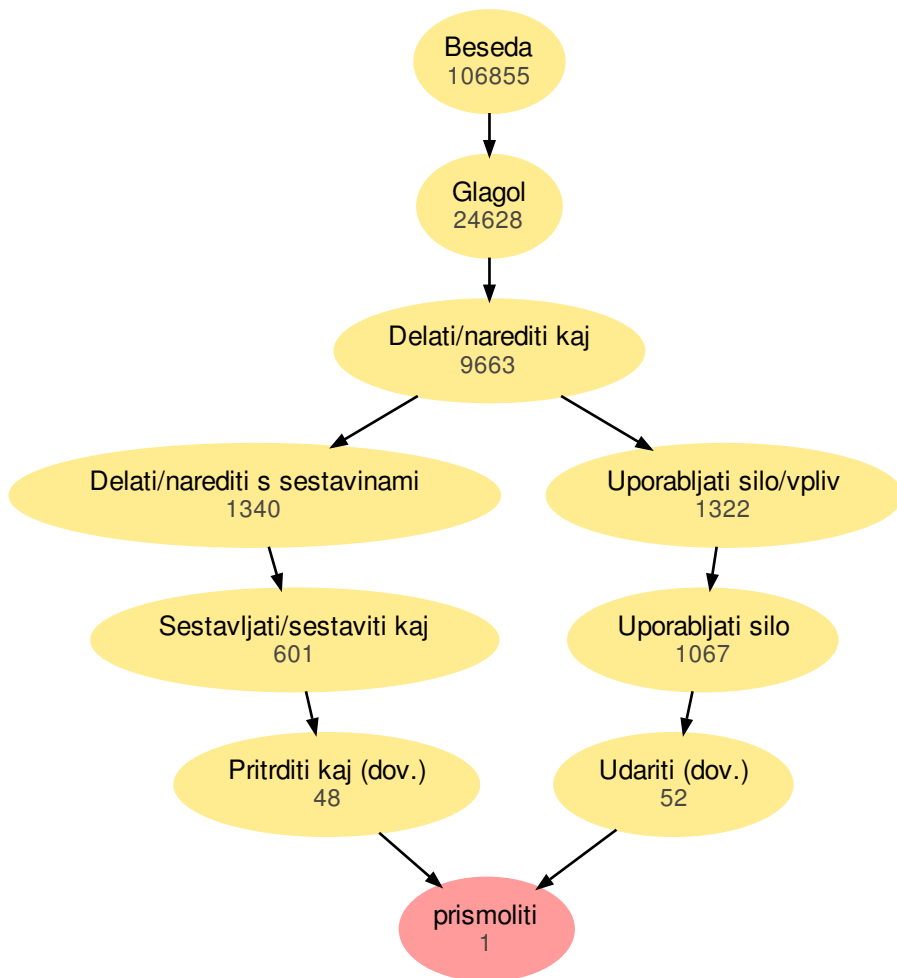 Beseda
106855
Glagol
24628
Delati/narediti kaj
9663
Delati/narediti s sestavinami
1340
Uporabljati silo/vpliv
1322
Sestavljati/sestaviti kaj
601
Uporabljati silo
1067
Pritrditi kaj (dov.)
48
Udariti (dov.)
52
prismoliti
1